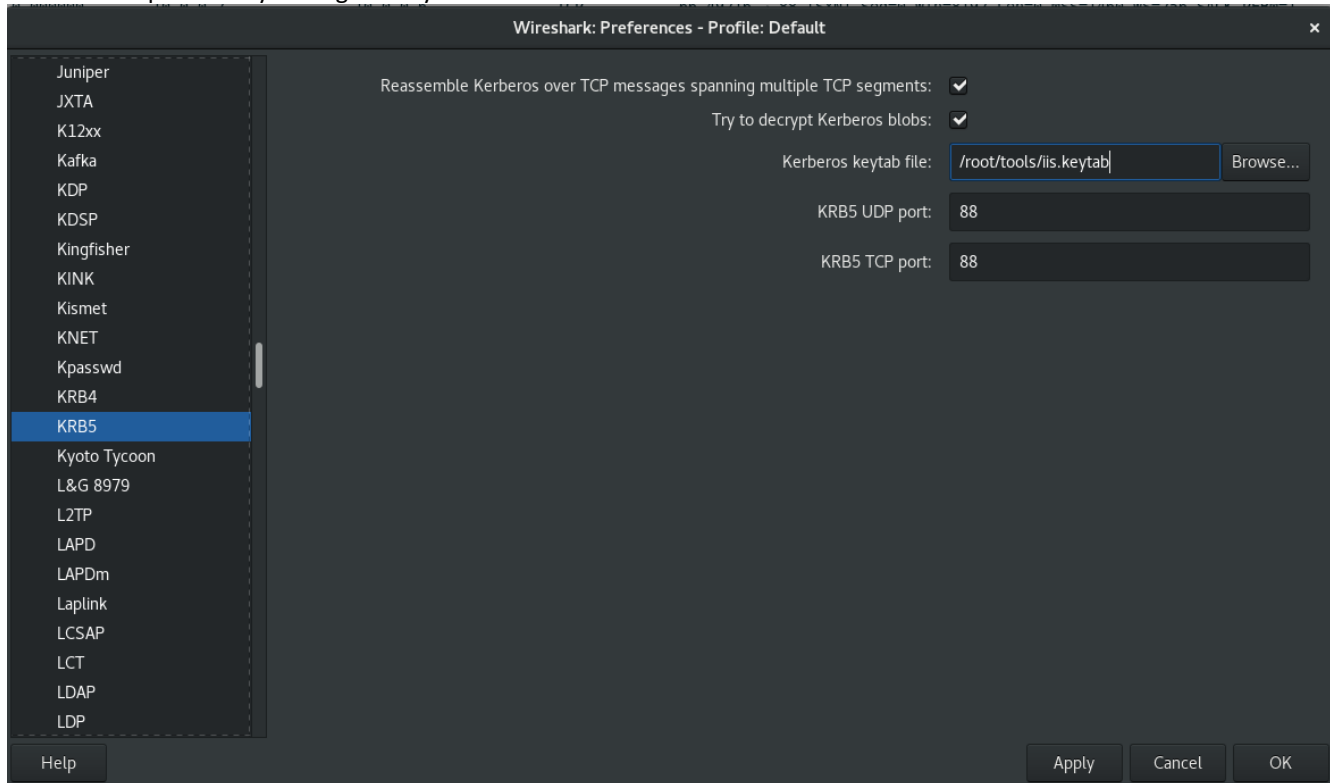 Wireshark: Preferences - Profile: Default
×
Juniper
JXTA
K12xx
Kafka
KDP
KDSP
Kingfisher
KINK
Kismet
KNET
Kpasswd
KRB4
KRB5
Kyoto Tycoon
L&G 8979
L2TP
LAPD
LAPDm
Laplink
LCSAP
LCT
LDAP
LDP
Reassemble Kerberos over TCP messages spanning multiple TCP segments:
Try to decrypt Kerberos blobs:
Kerberos keytab file: /root/tools/iis.keytab Browse...
KRB5 UDP port: 88
KRB5 TCP port: 88
Help Apply Cancel OK